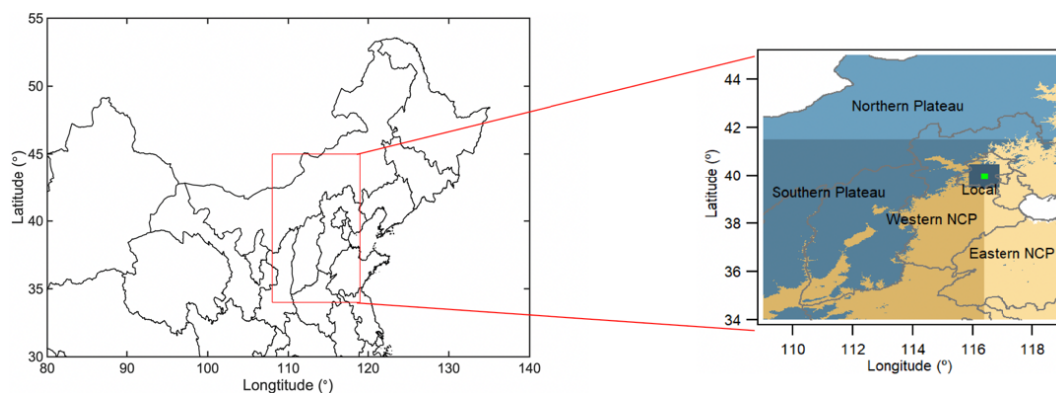 55
50
45
40
35
30
Latitude (°)
80
90
100
110
120
130
140
Longtitude (°)
44
42
40
38
36
34
Latitude (º)
Northern Plateau
Southern Plateau
Local
Western NCP
Eastern NCP
110
112
114
116
118
Longitude (º)